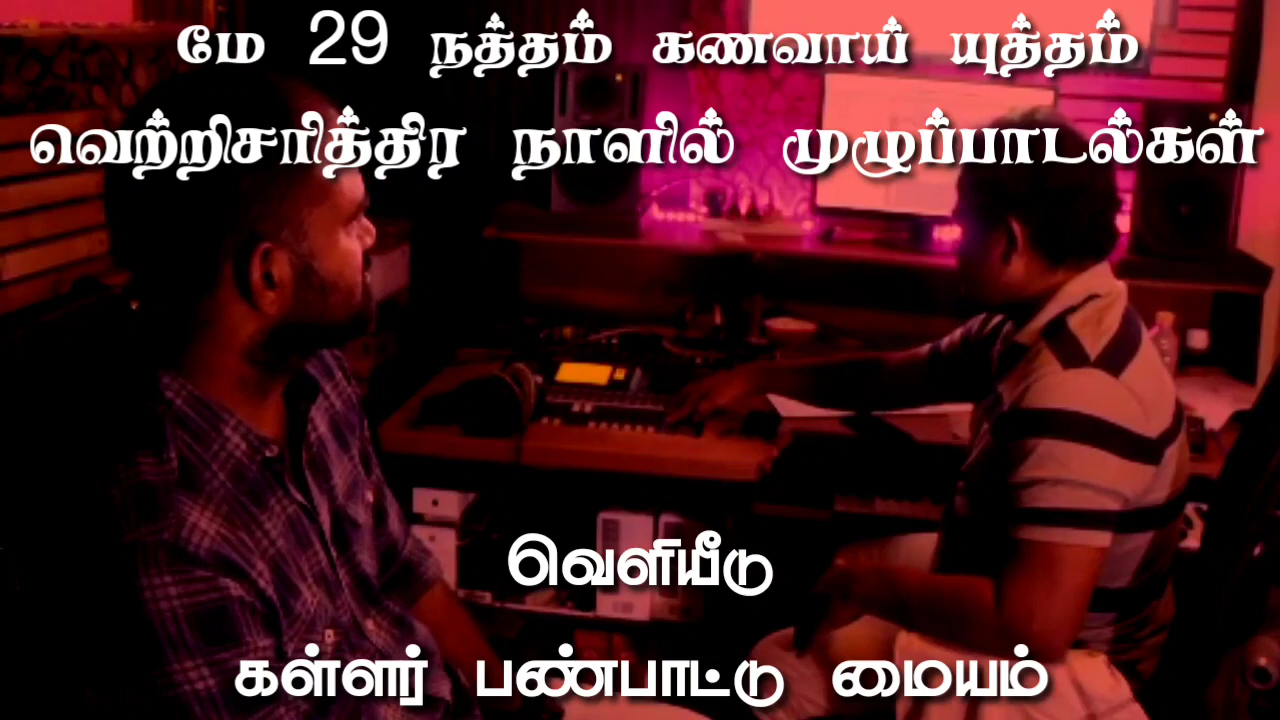 மே 29 நத்தம் கணவாய் யுத்தம்
வெற்றிசரித்திர நாளில் முழுப்பாடல்கள்
வெளியீடு
கள்ளர் பண்பாட்டு மையம்